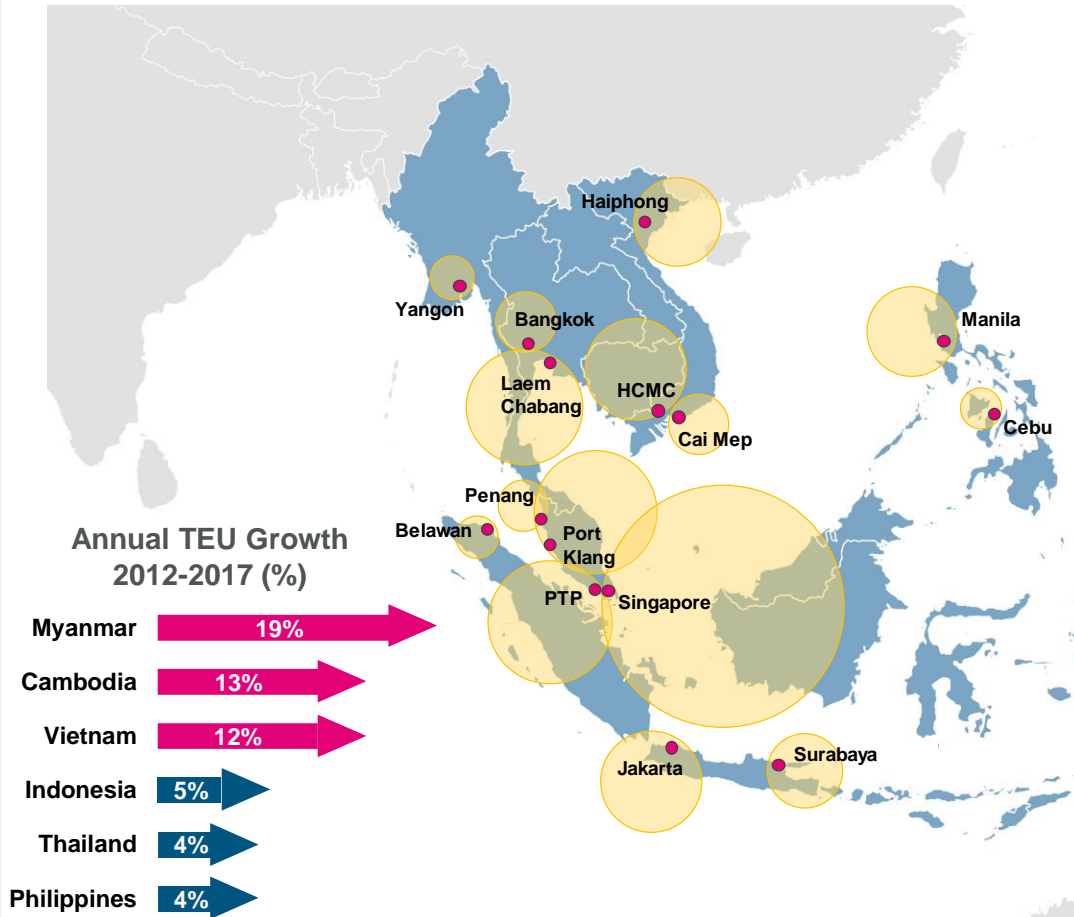 Haiphong
Yangon
Bangkok
Manila
Laem
Chabang
HCMC
Cai Mep
Cebu
Penang
Belawan
Port
Klang
PTP
Singapore
Jakarta
Surabaya
Annual TEU Growth
2012-2017 (%)
Myanmar 19%
Cambodia 13%
Vietnam 12%
Indonesia 5%
Thailand 4%
Philippines 4%